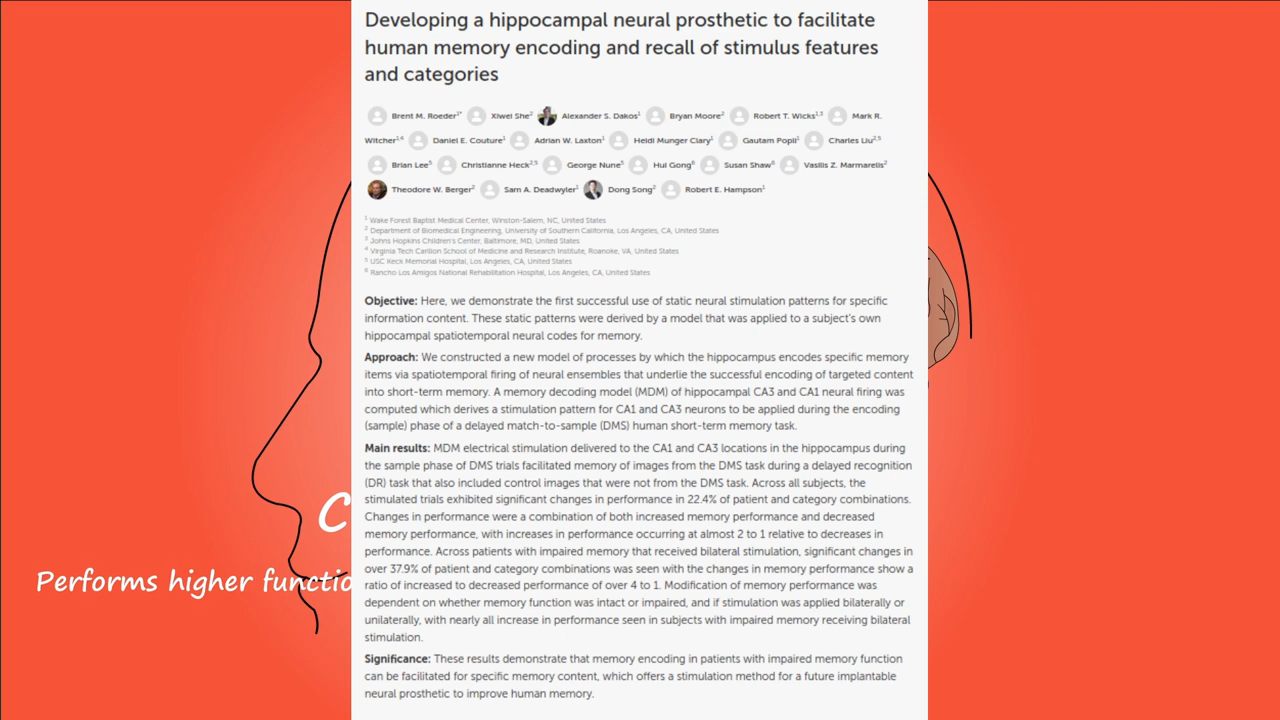 Developing a hippocampal neural prosthetic to facilitate
human memory encoding and recall of stimulus features
and categories
Brent M. Roeder1* Xiwei She2 Alexander S. Dakos1 Bryan Moore2 Robert T. Wicks1,3 Mark R.
Witcher1,4 Daniel E. Couture1 Adrian W. Laxton1 Heidi Munger Clary1 Gautam Popli1 Charles Liu2,5
Brian Lee5 Christianne Heck2,5 George Nune5 Hui Gong6 Susan Shaw6 Vasilis Z. Marmarelis2
Theodore W. Berger2 Sam A. Deadwyler1 Dong Song2 Robert E. Hampson1
1 Wake Forest Baptist Medical Center, Winston-Salem, NC, United States
2 Department of Biomedical Engineering, University of Southern California, Los Angeles, CA, United States
3 Johns Hopkins Children's Center, Baltimore, MD, United States
4 Virginia Tech Carilion School of Medicine and Research Institute, Roanoke, VA, United States
5 USC Keck Memorial Hospital, Los Angeles, CA, United States
6 Rancho Los Amigos National Rehabilitation Hospital, Los Angeles, CA, United States
Objective: Here, we demonstrate the first successful use of static neural stimulation patterns for specific
information content. These static patterns were derived by a model that was applied to a subject's own
hippocampal spatiotemporal neural codes for memory.
Approach: We constructed a new model of processes by which the hippocampus encodes specific memory
items via spatiotemporal firing of neural ensembles that underlie the successful encoding of targeted content
into short-term memory. A memory decoding model (MDM) of hippocampal CA3 and CA1 neural firing was
computed which derives a stimulation pattern for CA1 and CA3 neurons to be applied during the encoding
(sample) phase of a delayed match-to-sample (DMS) human short-term memory task.
Main results: MDM electrical stimulation delivered to the CA1 and CA3 locations in the hippocampus during
the sample phase of DMS trials facilitated memory of images from the DMS task during a delayed recognition
(DR) task that also included control images that were not from the DMS task. Across all subjects, the
stimulated trials exhibited significant changes in performance in 22.4% of patient and category combinations.
Changes in performance were a combination of both increased memory performance and decreased
memory performance, with increases in performance occurring at almost 2 to 1 relative to decreases in
performance. Across patients with impaired memory that received bilateral stimulation, significant changes in
over 37.9% of patient and category combinations was seen with the changes in memory performance show a
ratio of increased to decreased performance of over 4 to 1. Modification of memory performance was
dependent on whether memory function was intact or impaired, and if stimulation was applied bilaterally or
unilaterally, with nearly all increase in performance seen in subjects with impaired memory receiving bilateral
stimulation.
Significance: These results demonstrate that memory encoding in patients with impaired memory function
can be facilitated for specific memory content, which offers a stimulation method for a future implantable
neural prosthetic to improve human memory.
C
Performs higher functio